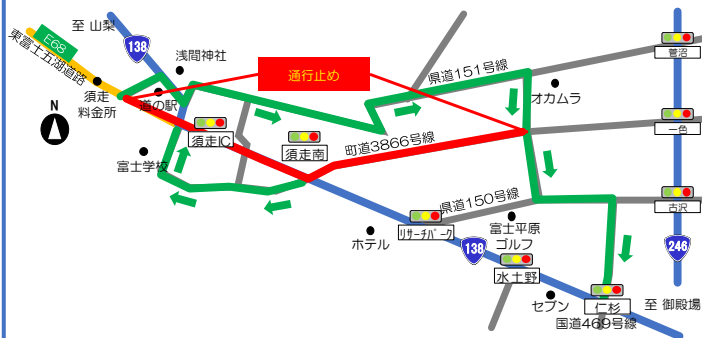 至 山梨
138
E68
東富士五湖道路
浅間神社
通行止め
県道151号線
菅沼
須走
料金所
道の駅
オカムラ
N
須走IC
須走南
町道3866号線
一色
富士学校
県道150号線
古沢
ホテル
リサーチパーク
富士平原
ゴルフ
138
246
水土野
セブン
仁杉
至 御殿場
国道469号線